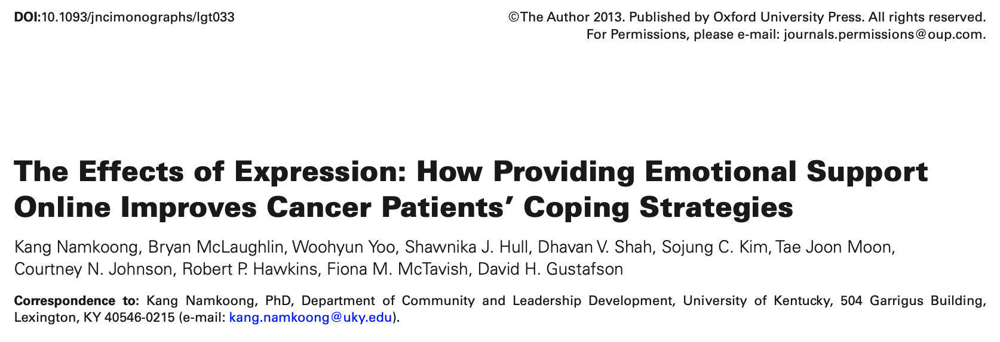 DOI:10.1093/jncimonographs/lgt033
©The Author 2013. Published by Oxford University Press. All rights reserved.
For Permissions, please e-mail: journals.permissions@oup.com.
The Effects of Expression: How Providing Emotional Support
Online Improves Cancer Patients’ Coping Strategies
Kang Namkoong, Bryan McLaughlin, Woohyun Yoo, Shawnika J. Hull, Dhavan V. Shah, Sojung C. Kim, Tae Joon Moon,
Courtney N. Johnson, Robert P. Hawkins, Fiona M. McTavish, David H. Gustafson
Correspondence to: Kang Namkoong, PhD, Department of Community and Leadership Development, University of Kentucky, 504 Garrigus Building,
Lexington, KY 40546-0215 (e-mail: kang.namkoong@uky.edu).